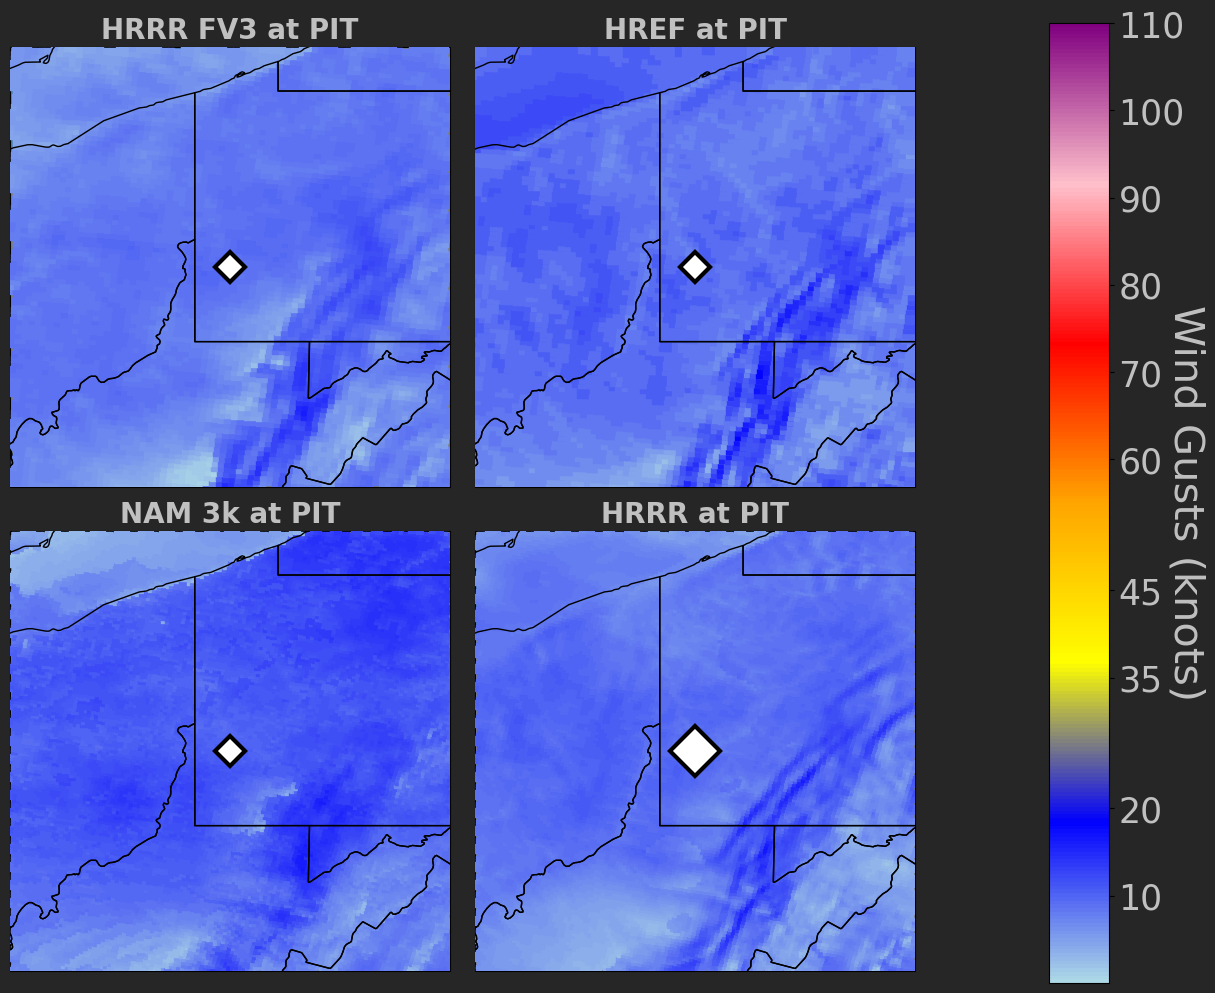 HRRR FV3 at PIT
HREF at PIT
NAM 3k at PIT
HRRR at PIT
110
100
90
80
70
60
45
35
20
10
Wind Gusts (knots)